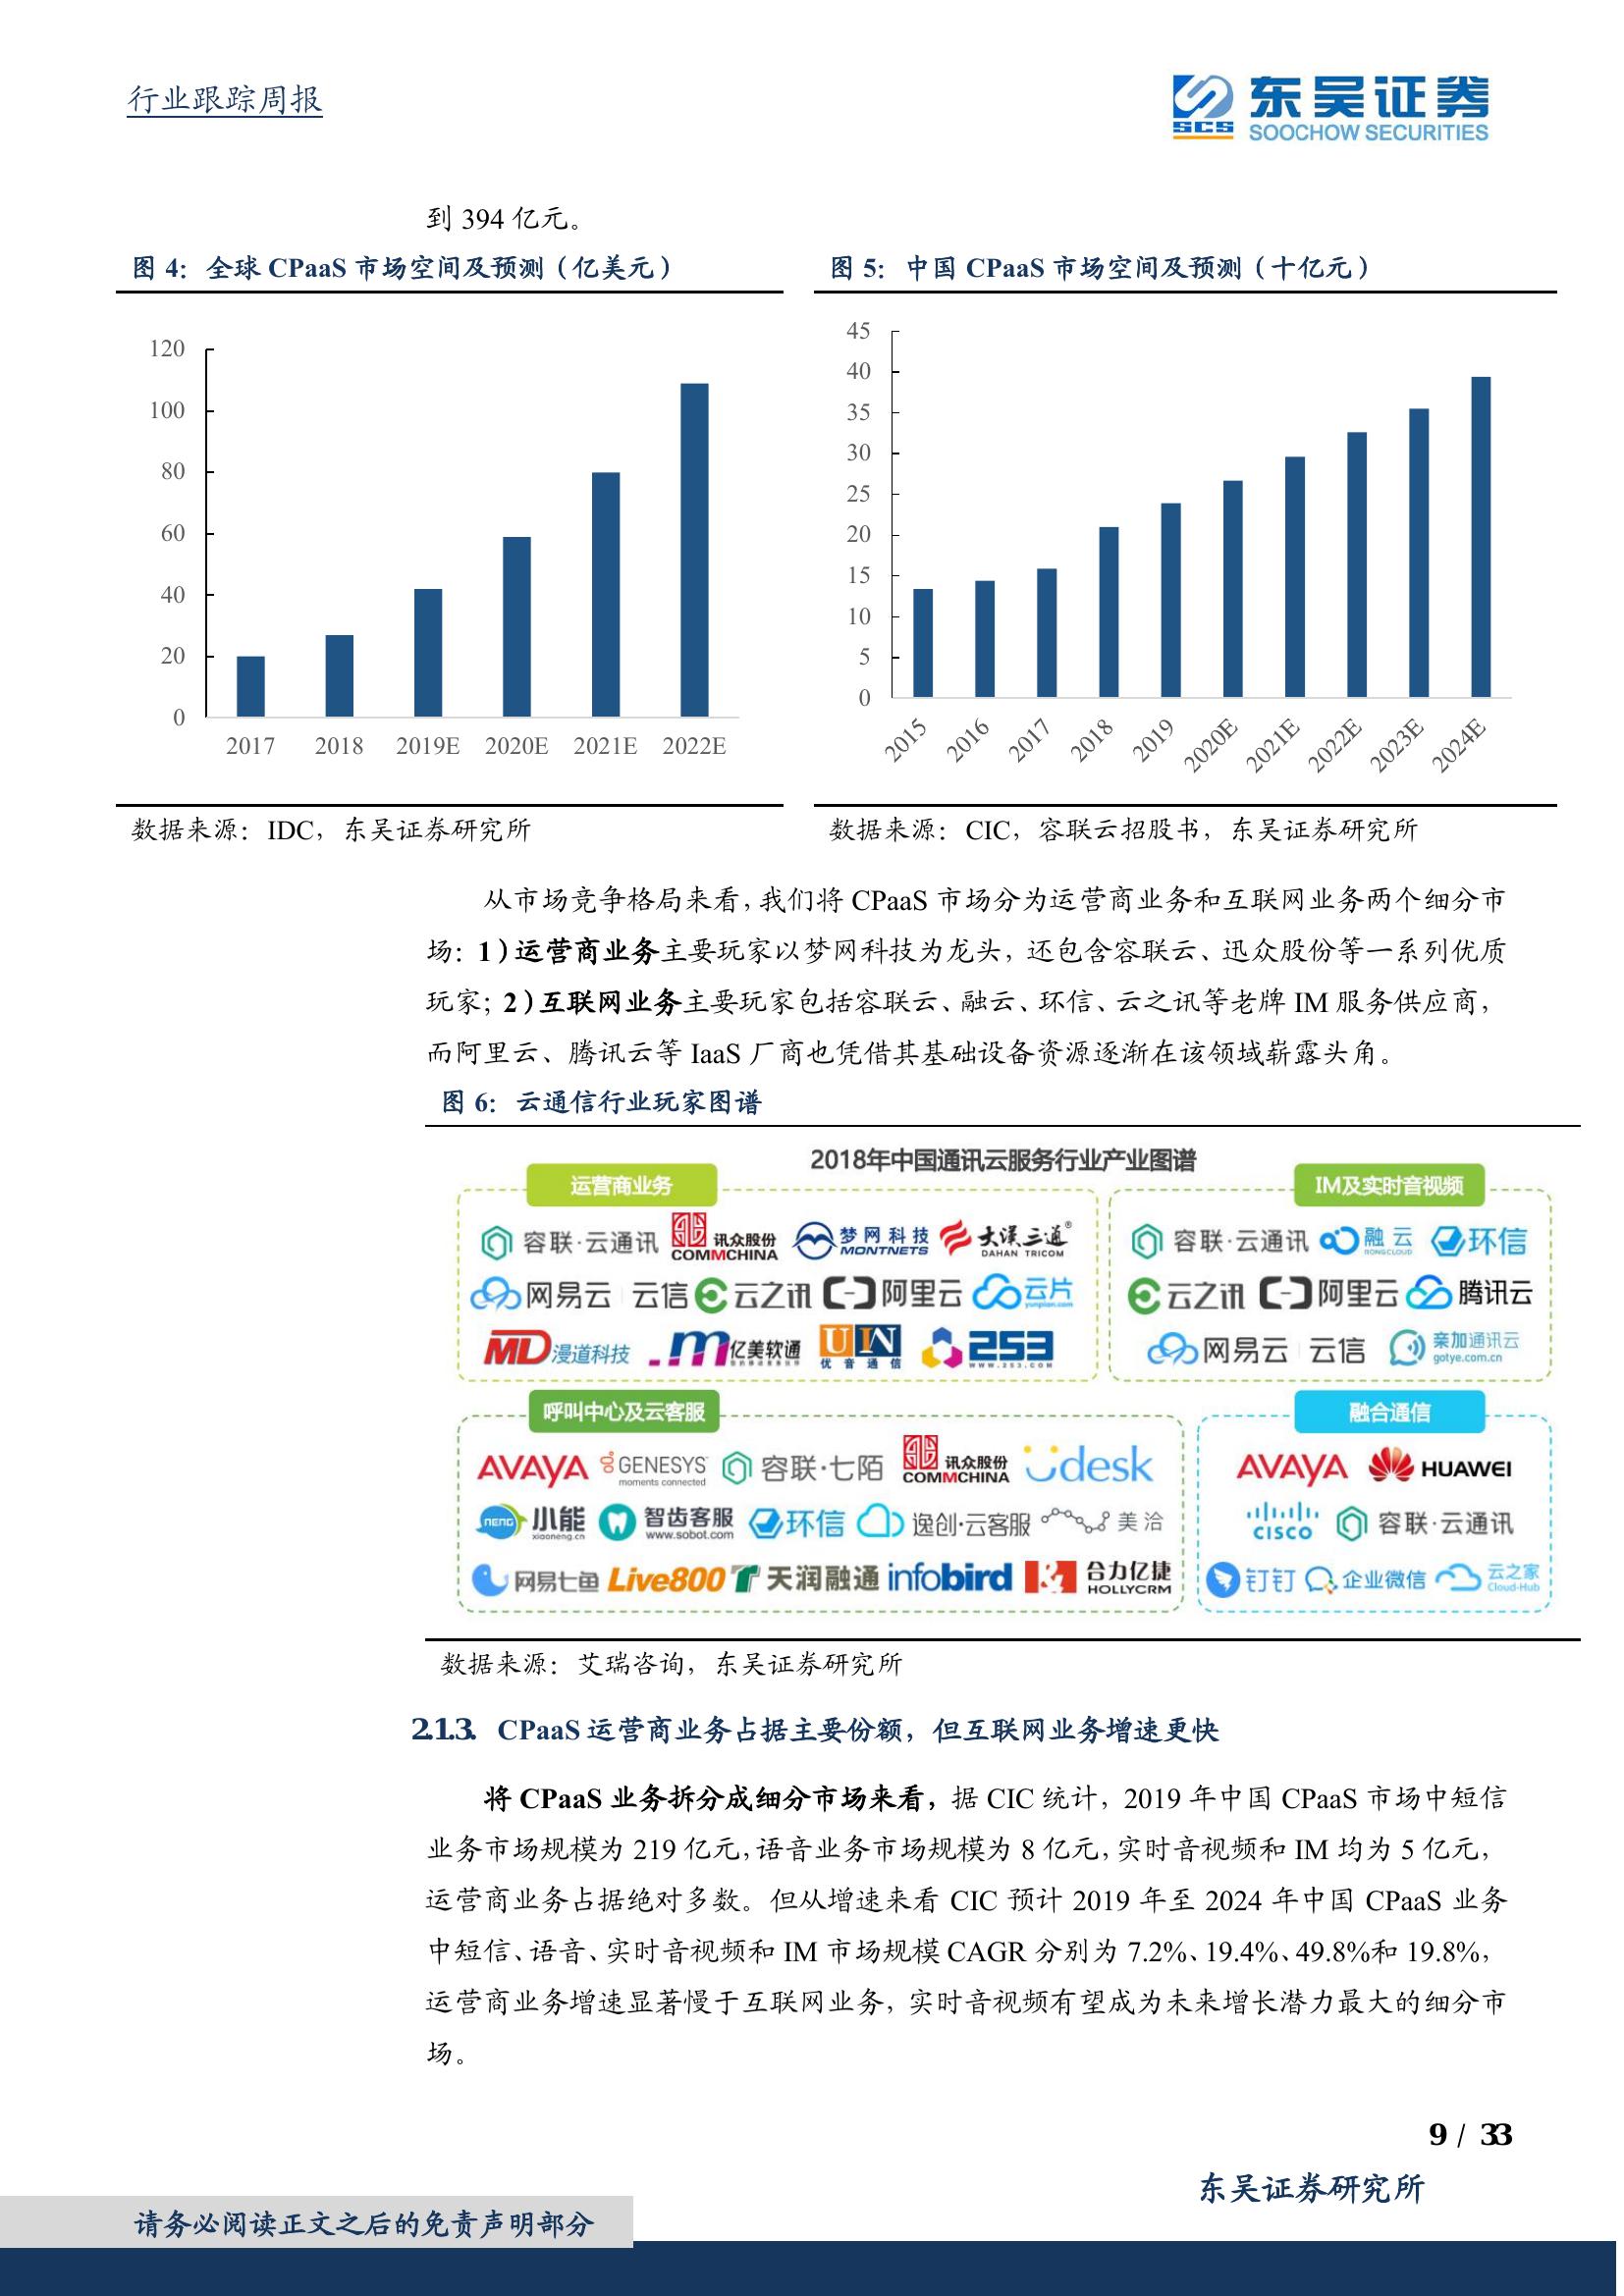 行业跟踪周报
东吴证券
SCS
SOOCHOW SECURITIES
到 394 亿元。
图 4：全球 CPaaS 市场空间及预测（亿美元）
120
100
80
60
40
20
0
2017 2018 2019E 2020E 2021E 2022E
数据来源：IDC，东吴证券研究所
图 5：中国 CPaaS 市场空间及预测（十亿元）
45
40
35
30
25
20
15
10
5
0
2015 2016 2017 2018 2019 2020E 2021E 2022E 2023E 2024E
数据来源：CIC，容联云招股书，东吴证券研究所
从市场竞争格局来看，我们将 CPaaS 市场分为运营商业务和互联网业务两个细分市
场：1）运营商业务主要玩家以梦网科技为龙头，还包含容联云、迅众股份等一系列优质
玩家；2）互联网业务主要玩家包括容联云、融云、环信、云之讯等老牌 IM 服务供应商，
而阿里云、腾讯云等 IaaS 厂商也凭借其基础设备资源逐渐在该领域崭露头角。
图 6：云通信行业玩家图谱
2018年中国通讯云服务行业产业图谱
运营商业务
容联·云通讯 讯众股份 COMMCHINA 梦网科技 MONTNETS 大汉三通® DAHAN TRICOM
网易云 云信 云之讯 阿里云 云片 yunpian.com
MD 漫道科技 m 亿美软通 UIN 优音通信 253 WWW.253.COM
IM及实时音视频
容联·云通讯 融云 RONGCLOUD 环信
云之讯 阿里云 腾讯云
网易云 云信 亲加通讯云 gotye.com.cn
呼叫中心及云客服
AVAYA GENESYS moments connected 容联·七陌 讯众股份 COMMCHINA Udesk
NENG 小能 xiaoneng.cn 智齿客服 www.sobot.com 环信 逸创·云客服 美洽
网易七鱼 Live800 天润融通 infobird 合力亿捷 HOLLYCRM
融合通信
AVAYA HUAWEI
CISCO 容联·云通讯
钉钉 企业微信 云之家 Cloud-Hub
数据来源：艾瑞咨询，东吴证券研究所
2.1.3. CPaaS 运营商业务占据主要份额，但互联网业务增速更快
将 CPaaS 业务拆分成细分市场来看，据 CIC 统计，2019 年中国 CPaaS 市场中短信
业务市场规模为 219 亿元，语音业务市场规模为 8 亿元，实时音视频和 IM 均为 5 亿元，
运营商业务占据绝对多数。但从增速来看 CIC 预计 2019 年至 2024 年中国 CPaaS 业务
中短信、语音、实时音视频和 IM 市场规模 CAGR 分别为 7.2%、19.4%、49.8%和 19.8%，
运营商业务增速显著慢于互联网业务，实时音视频有望成为未来增长潜力最大的细分市
场。
9 / 33
东吴证券研究所
请务必阅读正文之后的免责声明部分